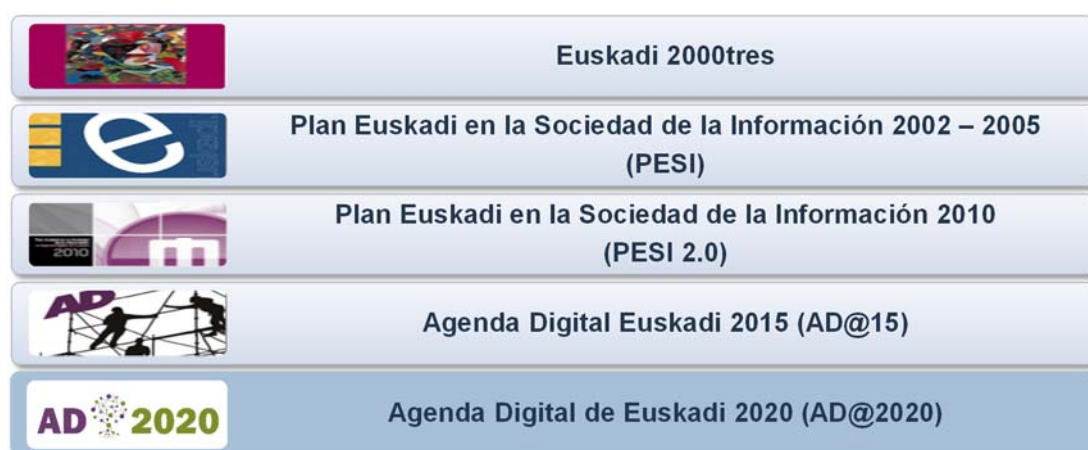 Euskadi 2000tres
Plan Euskadi en la Sociedad de la Información 2002 – 2005
(PESI)
Plan Euskadi en la Sociedad de la Información 2010
(PESI 2.0)
2010
Agenda Digital Euskadi 2015 (AD@15)
AD
AD 2020
Agenda Digital de Euskadi 2020 (AD@2020)